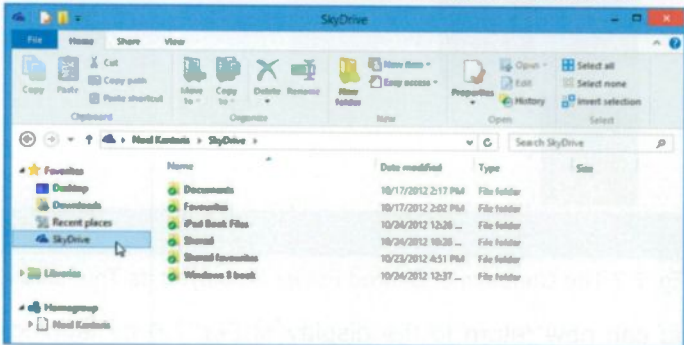 SkyDrive
File Home Share View
Copy Paste Cut
Copy path
Paste shortcut
Move to Copy to Delete Rename
New folder New item
Easy access
Properties Open
Edit
History
Select all
Select none
Invert selection
Clipboard Organize New Open Select
Noel Kantaris SkyDrive Search SkyDrive
Favorites
Desktop
Downloads
Recent places
SkyDrive
Libraries
Homegroup
Noel Kantaris
Name Date modified Type Size
Documents 10/17/2012 2:17 PM File folder
Favourites 10/17/2012 2:02 PM File folder
iPad Book Files 10/24/2012 12:26 ... File folder
Shared 10/24/2012 10:28 ... File folder
Shared favourites 10/23/2012 4:51 PM File folder
Windows 8 book 10/24/2012 12:37 ... File folder